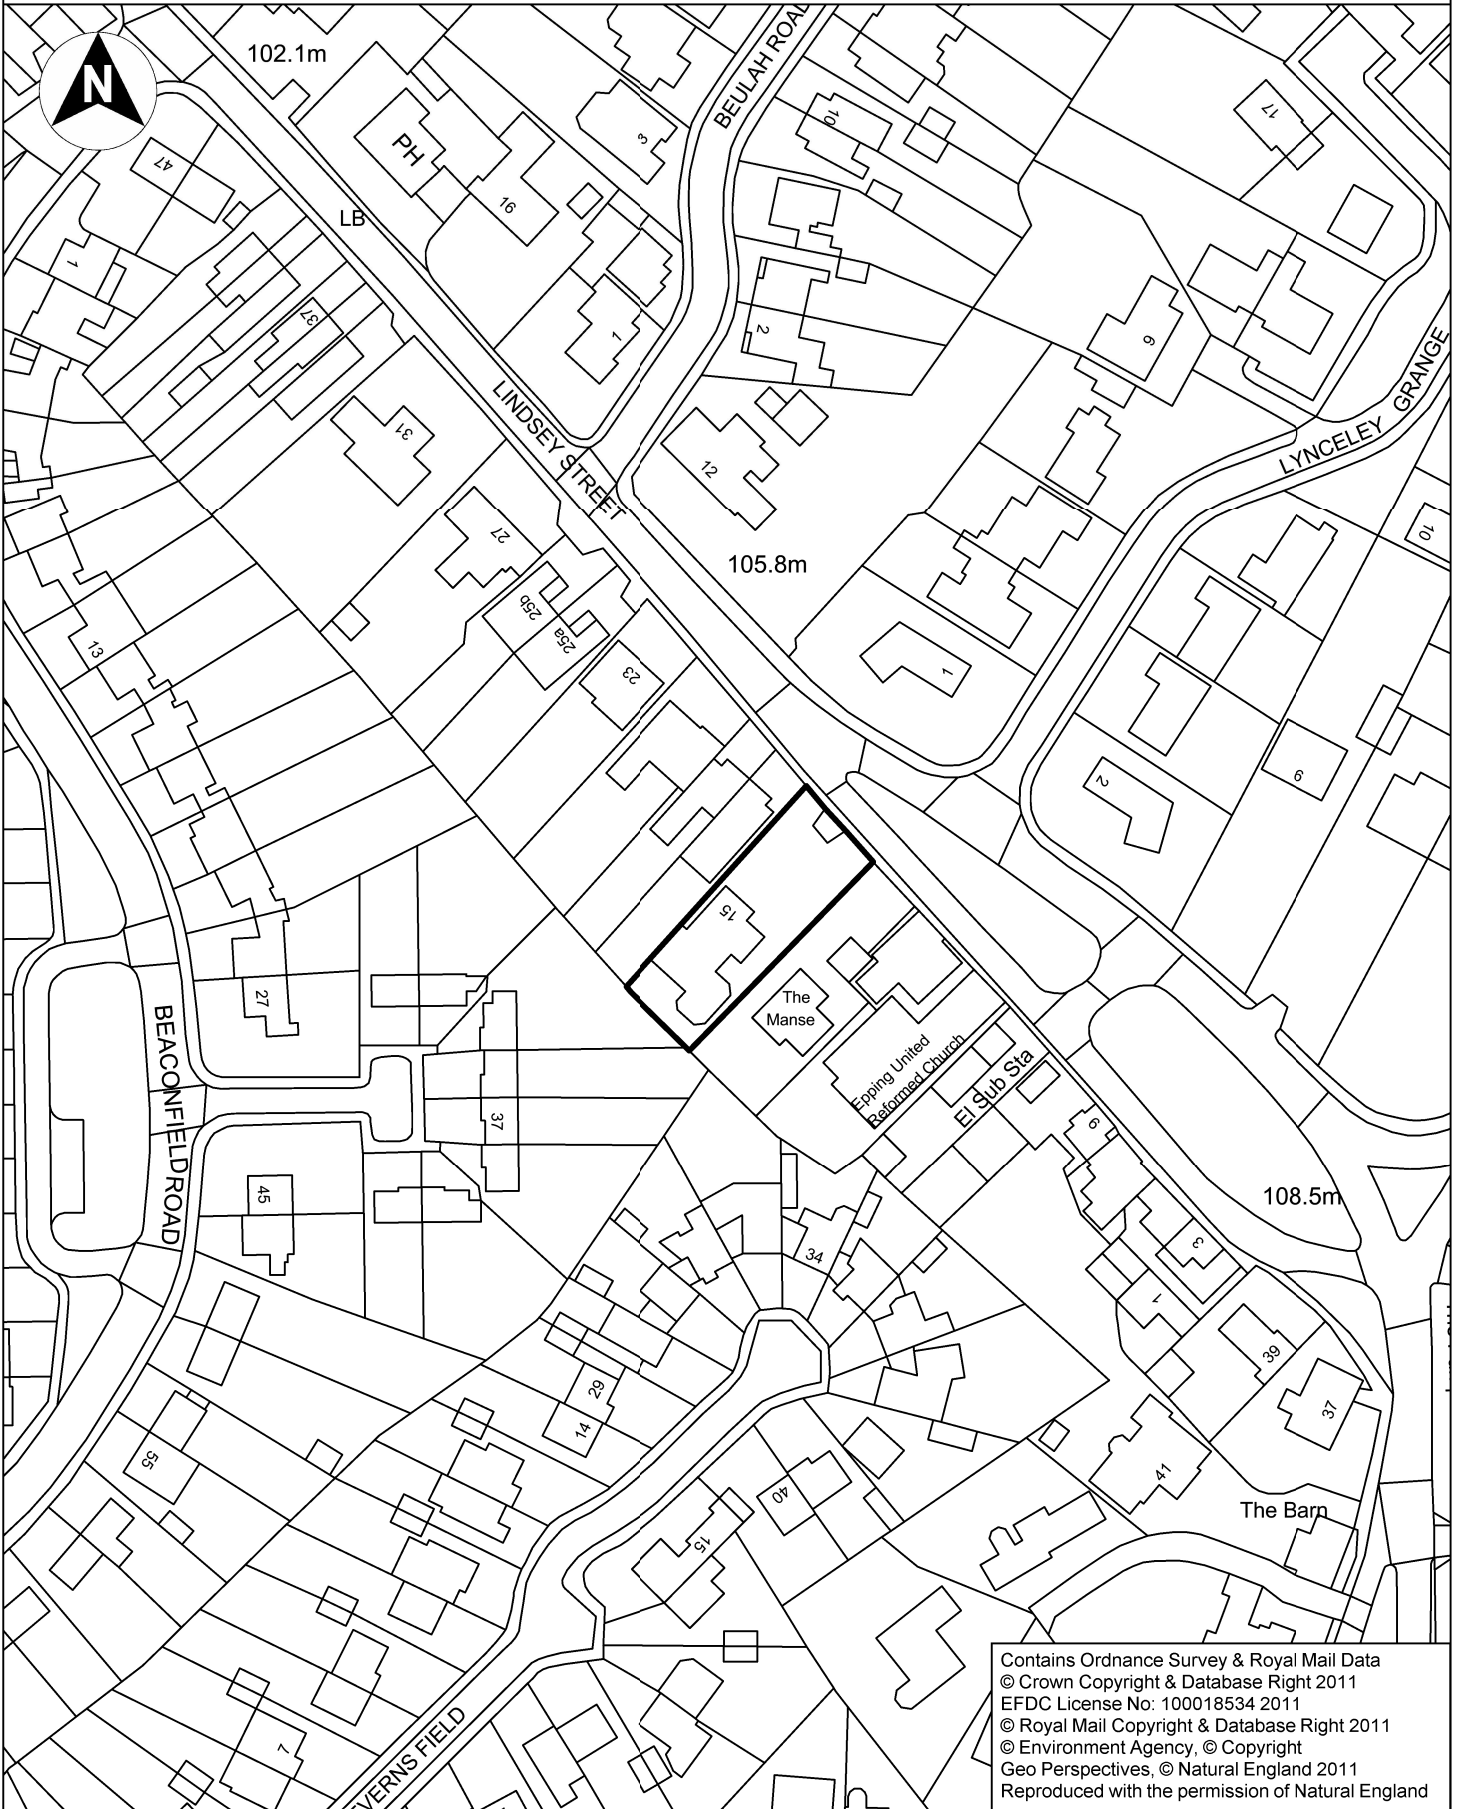 102.1m
N
BEULAH ROAD
17
10
PH
3
47
16
LB
1
37
1
2
9
LYNCELEY GRANGE
LINDSEY STREET
31
12
27
10
105.8m
25b
25a
13
23
1
2
9
15
27
The
Manse
BEACONFIELD ROAD
Epping United
Reformed Church
El Sub Sta
37
9
45
108.5m
34
3
1
39
29
14
37
55
41
40
15
The Barn
7
VERNS FIELD
Contains Ordnance Survey & Royal Mail Data
© Crown Copyright & Database Right 2011
EFDC License No: 100018534 2011
© Royal Mail Copyright & Database Right 2011
© Environment Agency, © Copyright
Geo Perspectives, © Natural England 2011
Reproduced with the permission of Natural England